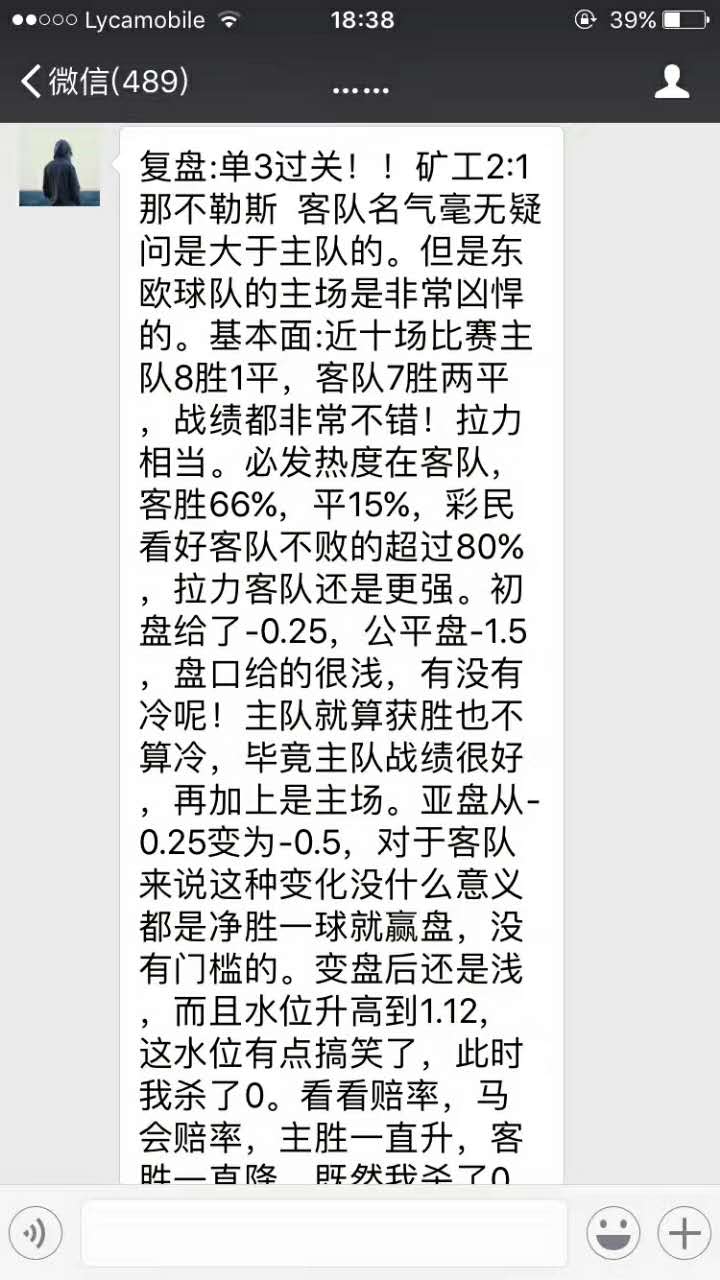 Lycamobile 18:38 39%
微信(489) ......
复盘:单3过关！！矿工2:1
那不勒斯 客队名气毫无疑
问是大于主队的。但是东
欧球队的主场是非常凶悍
的。基本面:近十场比赛主
队8胜1平，客队7胜两平
，战绩都非常不错！拉力
相当。必发热度在客队，
客胜66%，平15%，彩民
看好客队不败的超过80%
，拉力客队还是更强。初
盘给了-0.25，公平盘-1.5
，盘口给的很浅，有没有
冷呢！主队就算获胜也不
算冷，毕竟主队战绩很好
，再加上是主场。亚盘从-
0.25变为-0.5，对于客队
来说这种变化没什么意义
都是净胜一球就赢盘，没
有门槛的。变盘后还是浅
，而且水位升高到1.12，
这水位有点搞笑了，此时
我杀了0。看看赔率，马
会赔率，主胜一直升，客
胜一直降，既然我杀了0